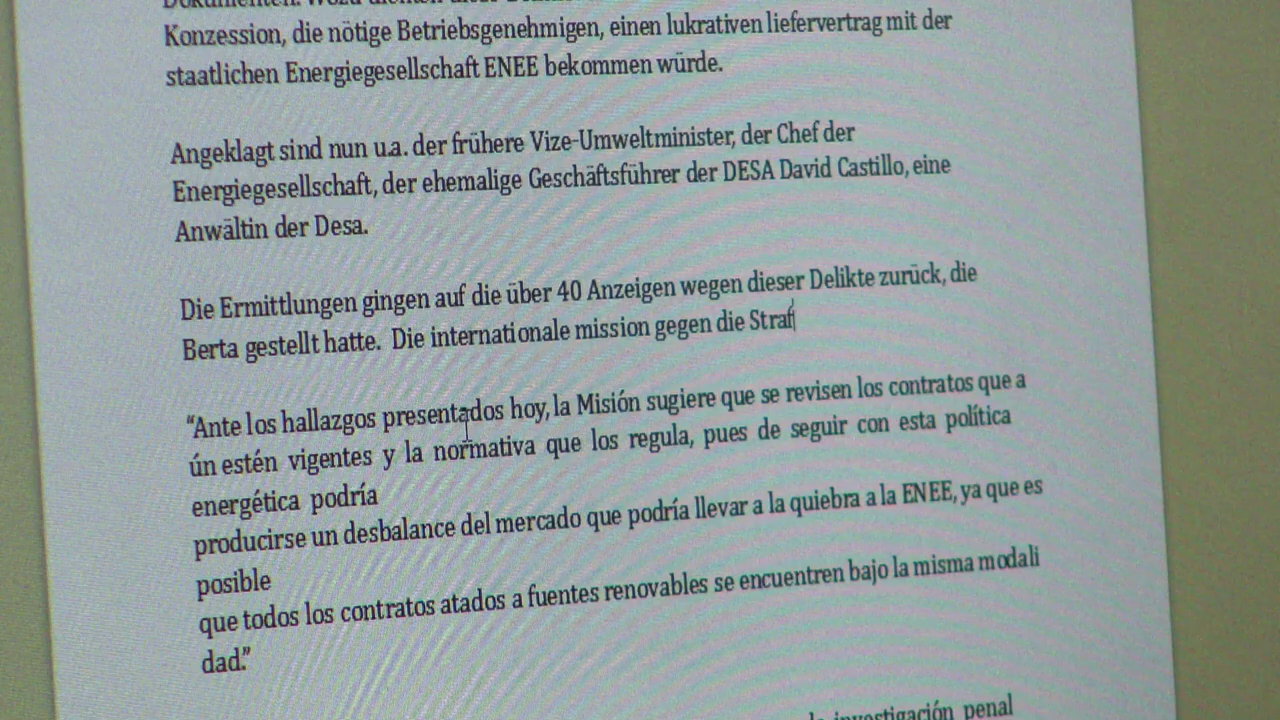 Konzession, die nötige Betriebsgenehmigen, einen lukrativen liefervertrag mit der
staatlichen Energiegesellschaft ENEE bekommen würde.
Angeklagt sind nun u.a. der frühere Vize-Umweltminister, der Chef der
Energiegesellschaft, der ehemalige Geschäftsführer der DESA David Castillo, eine
Anwältin der Desa.
Die Ermittlungen gingen auf die über 40 Anzeigen wegen dieser Delikte zurück, die
Berta gestellt hatte. Die internationale mission gegen die Straf
“Ante los hallazgos presentados hoy, la Misión sugiere que se revisen los contratos que a
ún estén vigentes y la normativa que los regula, pues de seguir con esta política
energética podría
producirse un desbalance del mercado que podría llevar a la quiebra a la ENEE, ya que es
posible
que todos los contratos atados a fuentes renovables se encuentren bajo la misma modali
dad.”
la investigación penal